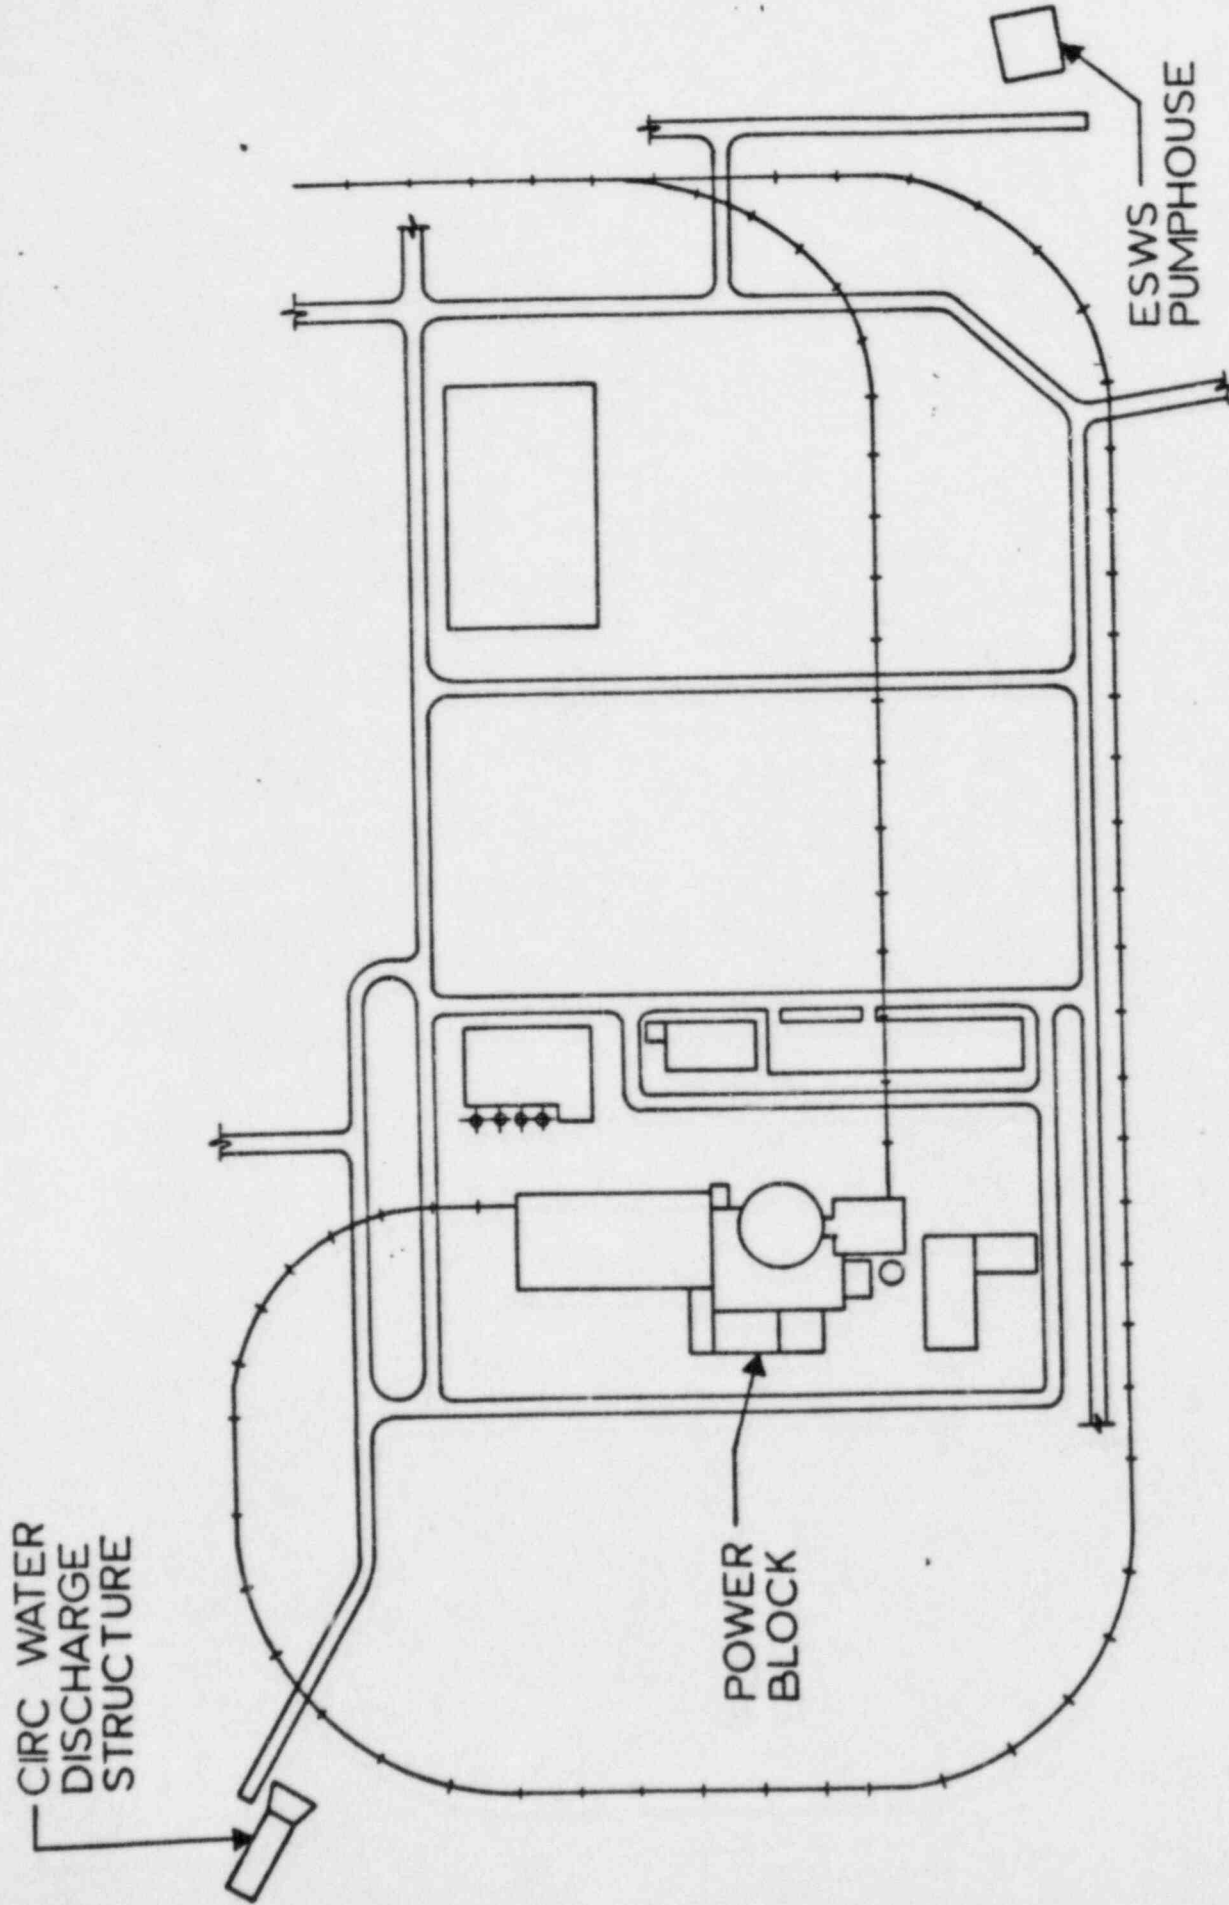 CIRC WATER
DISCHARGE
STRUCTURE
POWER
BLOCK
ESWS
PUMPHOUSE